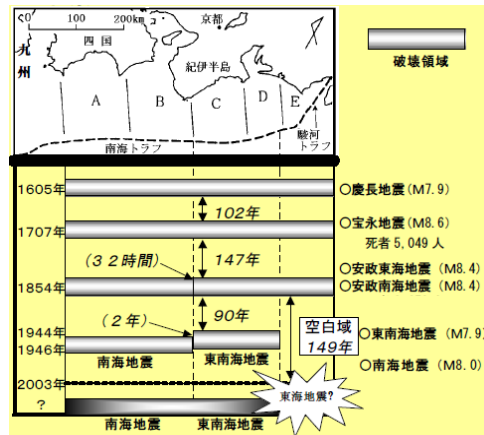 0 100 200km
京都
四国
九州
紀伊半島
A B C D E
南海トラフ
駿河
トラフ
破壊領域
1605年
○慶長地震(M7.9)
102年
1707年
○宝永地震(M8.6)
死者 5,049 人
(32時間)
147年
○安政東海地震(M8.4)
1854年
○安政南海地震(M8.4)
90年
(2年)
空白域
149年
1944年
○東南海地震(M7.9)
1946年
南海地震
東南海地震
○南海地震(M8.0)
2003年
東海地震?
?
南海地震
東南海地震